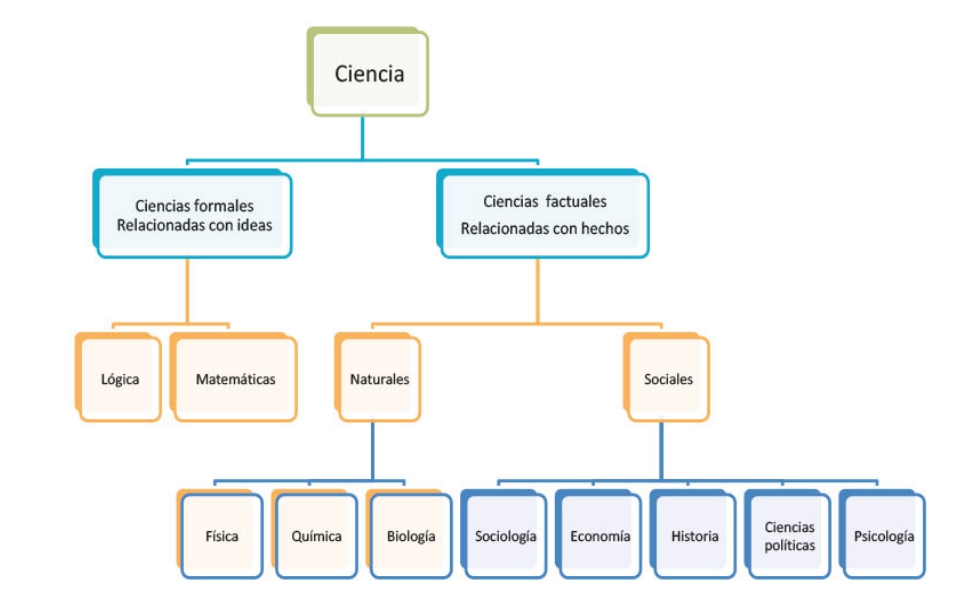 Ciencia
Ciencias formales
Relacionadas con ideas
Ciencias factuales
Relacionadas con hechos
Lógica
Matemáticas
Naturales
Sociales
Física
Química
Biología
Sociología
Economía
Historia
Ciencias
políticas
Psicología